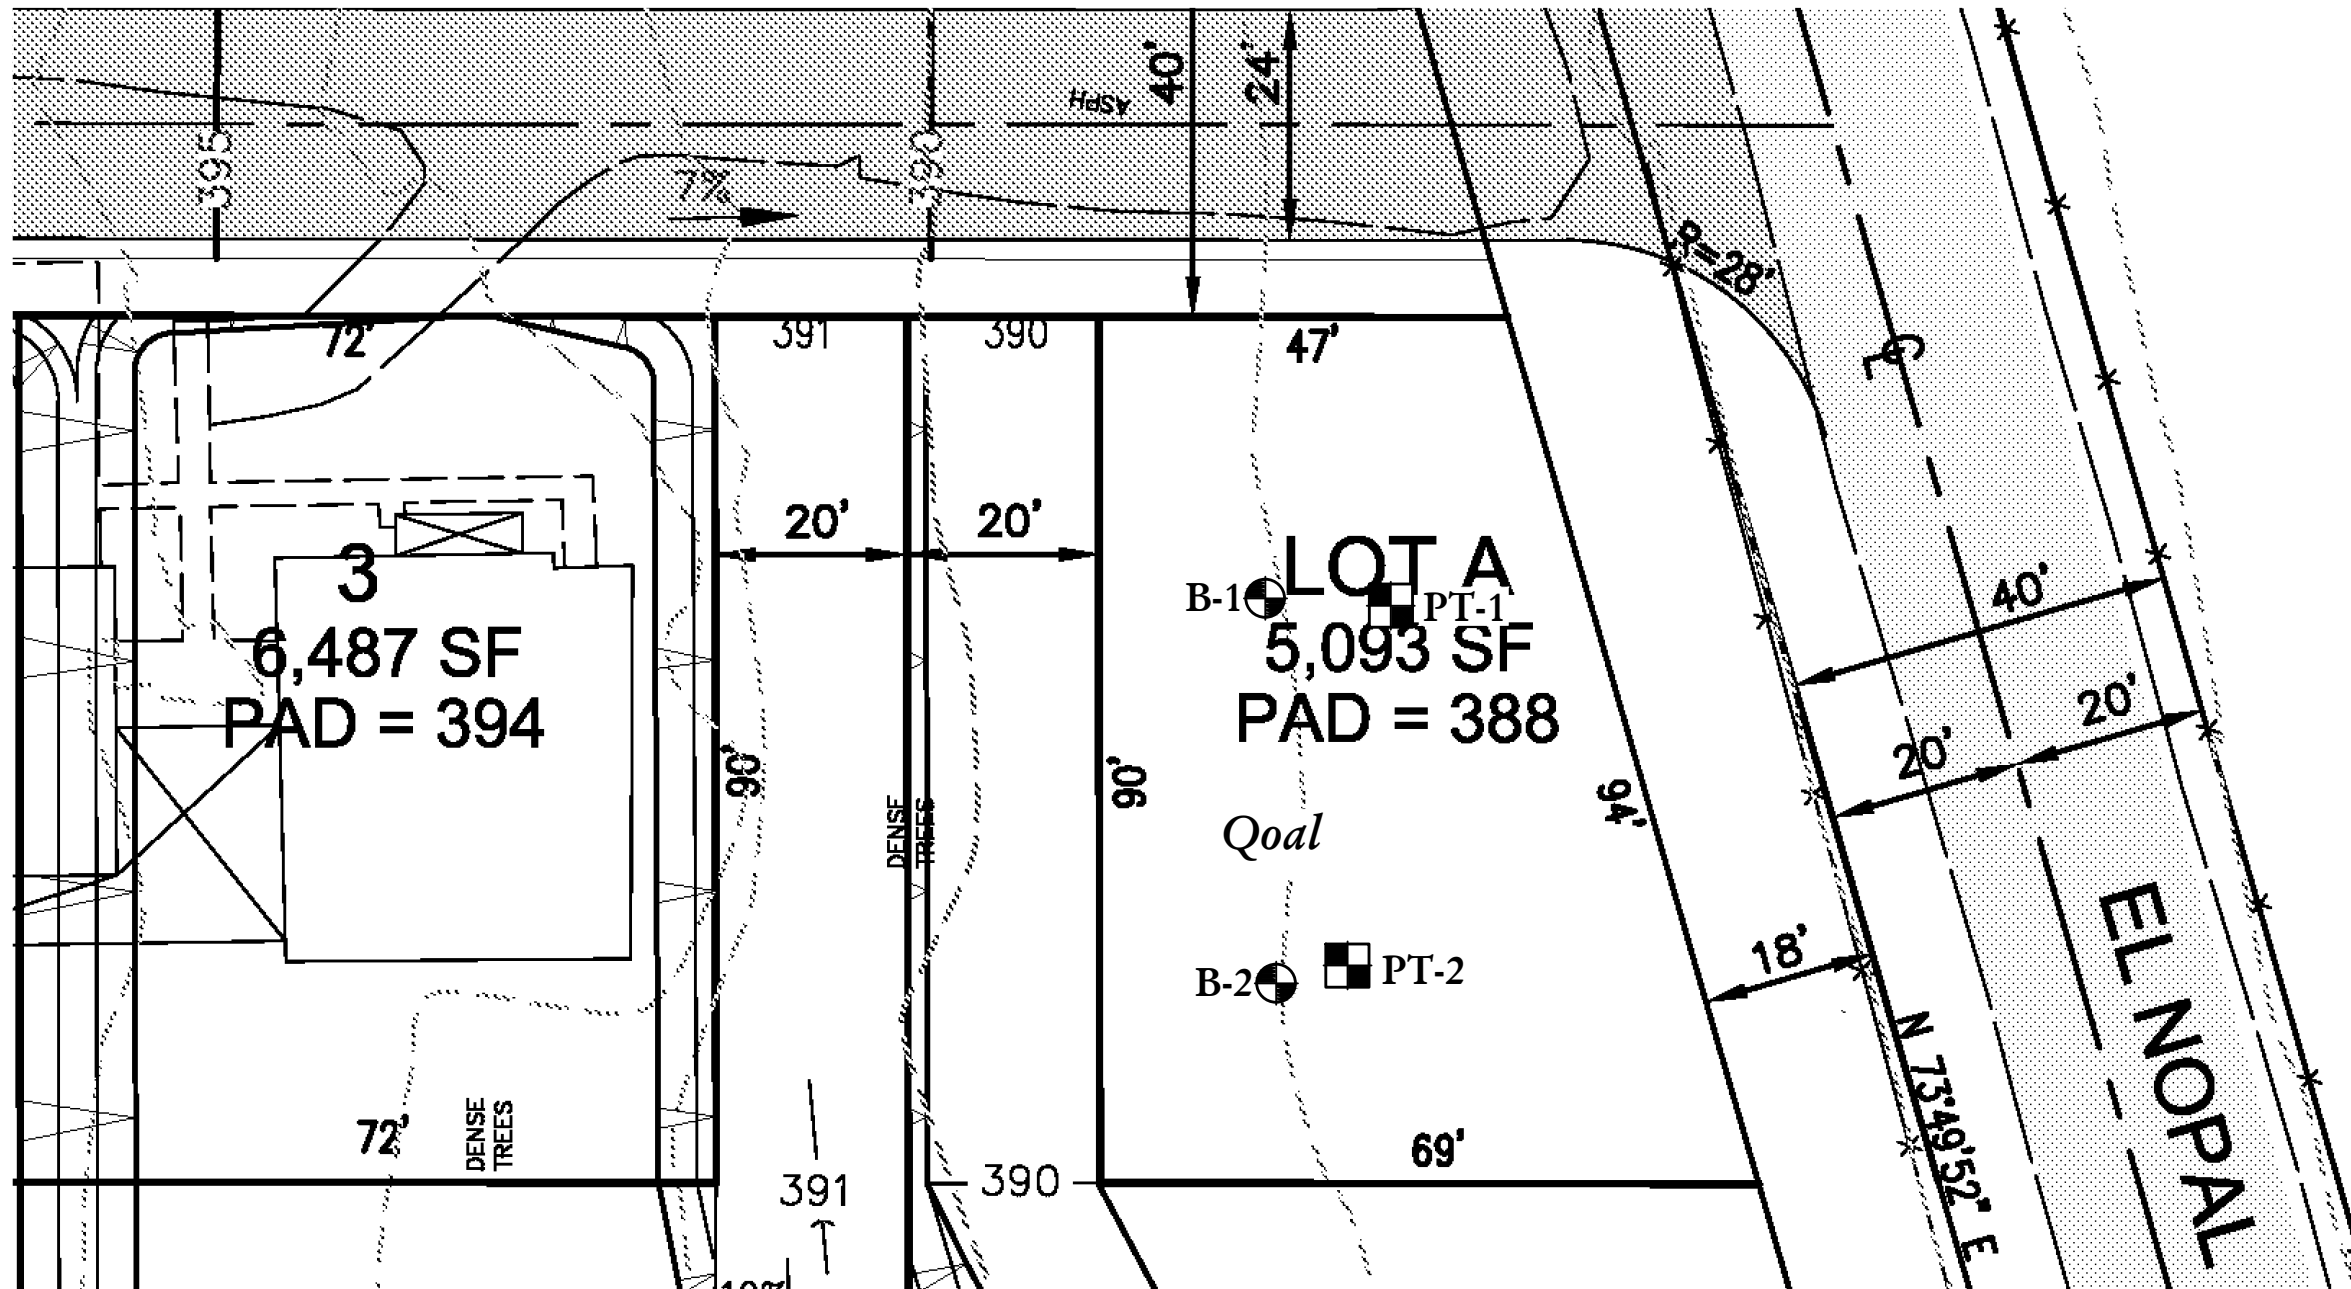 40'
24'
ASPH
395
390
7%
R=28'
72'
391
390
47'
20'
20'
3
6,487 SF
PAD = 394
LOT A
B-1
PT-1
5,093 SF
PAD = 388
40'
20'
20'
90'
90'
94'
DENSE
TREES
Qoal
EL NOPAL
18'
B-2
PT-2
N 73°49'52" E
72'
DENSE
TREES
69'
391
390